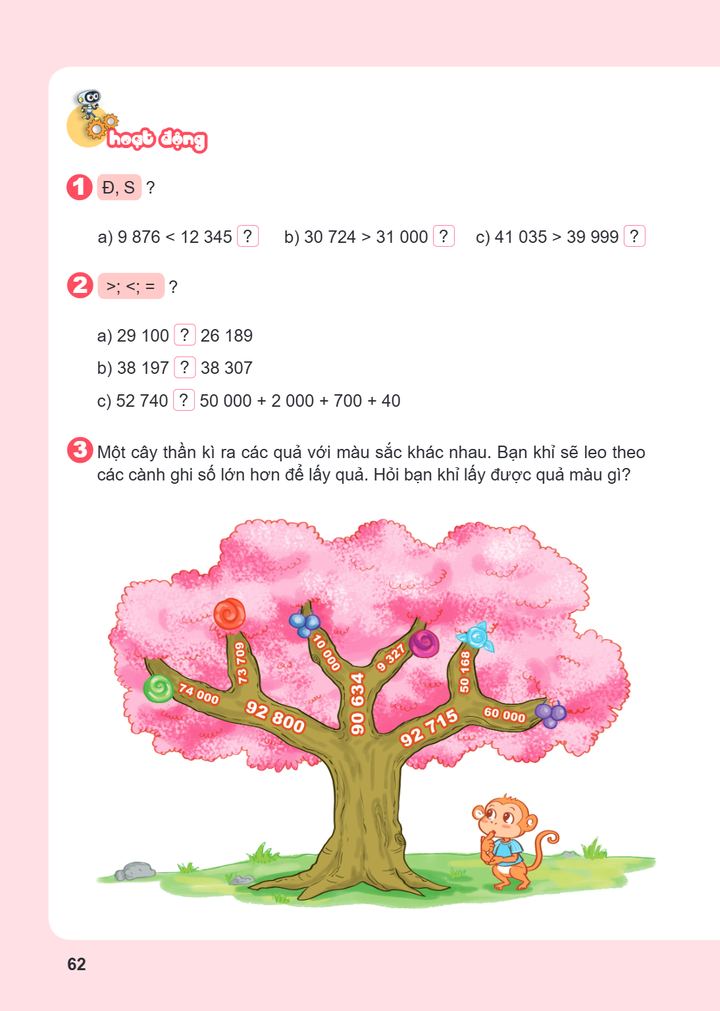 hoạt động
1 Đ, S ?
a) 9 876 < 12 345 ? b) 30 724 > 31 000 ? c) 41 035 > 39 999 ?
2 >; <; = ?
a) 29 100 ? 26 189
b) 38 197 ? 38 307
c) 52 740 ? 50 000 + 2 000 + 700 + 40
3 Một cây thần kì ra các quả với màu sắc khác nhau. Bạn khỉ sẽ leo theo
các cành ghi số lớn hơn để lấy quả. Hỏi bạn khỉ lấy được quả màu gì?
74 000
73 709
92 800
10 000
9 327
90 634
50 168
60 000
92 715
62